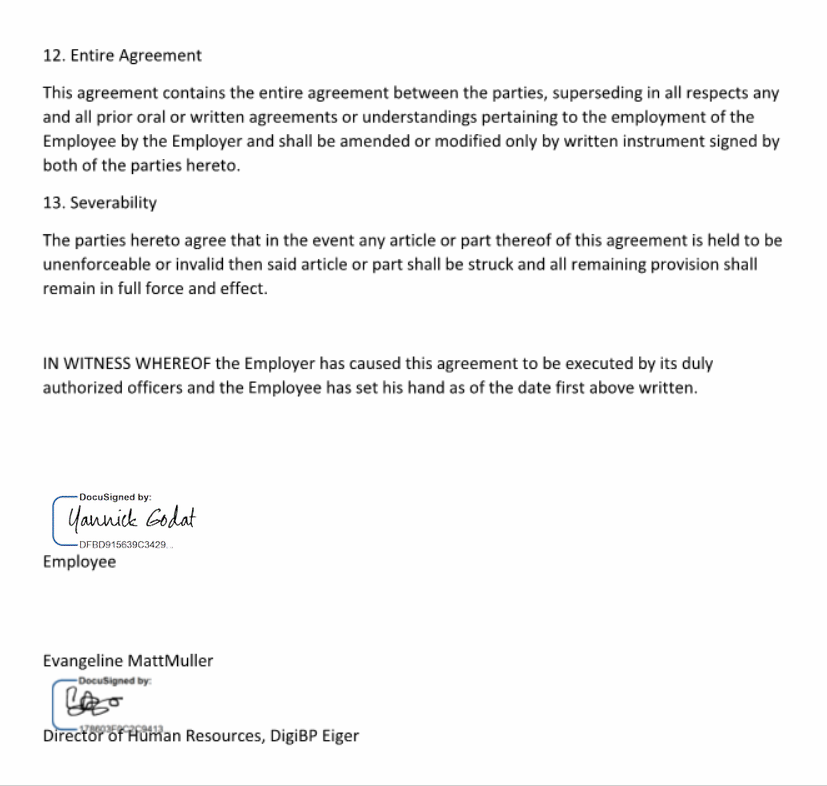 12. Entire Agreement
This agreement contains the entire agreement between the parties, superseding in all respects any
and all prior oral or written agreements or understandings pertaining to the employment of the
Employee by the Employer and shall be amended or modified only by written instrument signed by
both of the parties hereto.
13. Severability
The parties hereto agree that in the event any article or part thereof of this agreement is held to be
unenforceable or invalid then said article or part shall be struck and all remaining provision shall
remain in full force and effect.
IN WITNESS WHEREOF the Employer has caused this agreement to be executed by its duly
authorized officers and the Employee has set his hand as of the date first above written.
DocuSigned by:
Yannick Godat
DFBD915639C3429...
Employee
Evangeline MattMuller
DocuSigned by:
Director of Human Resources, DigiBP Eiger